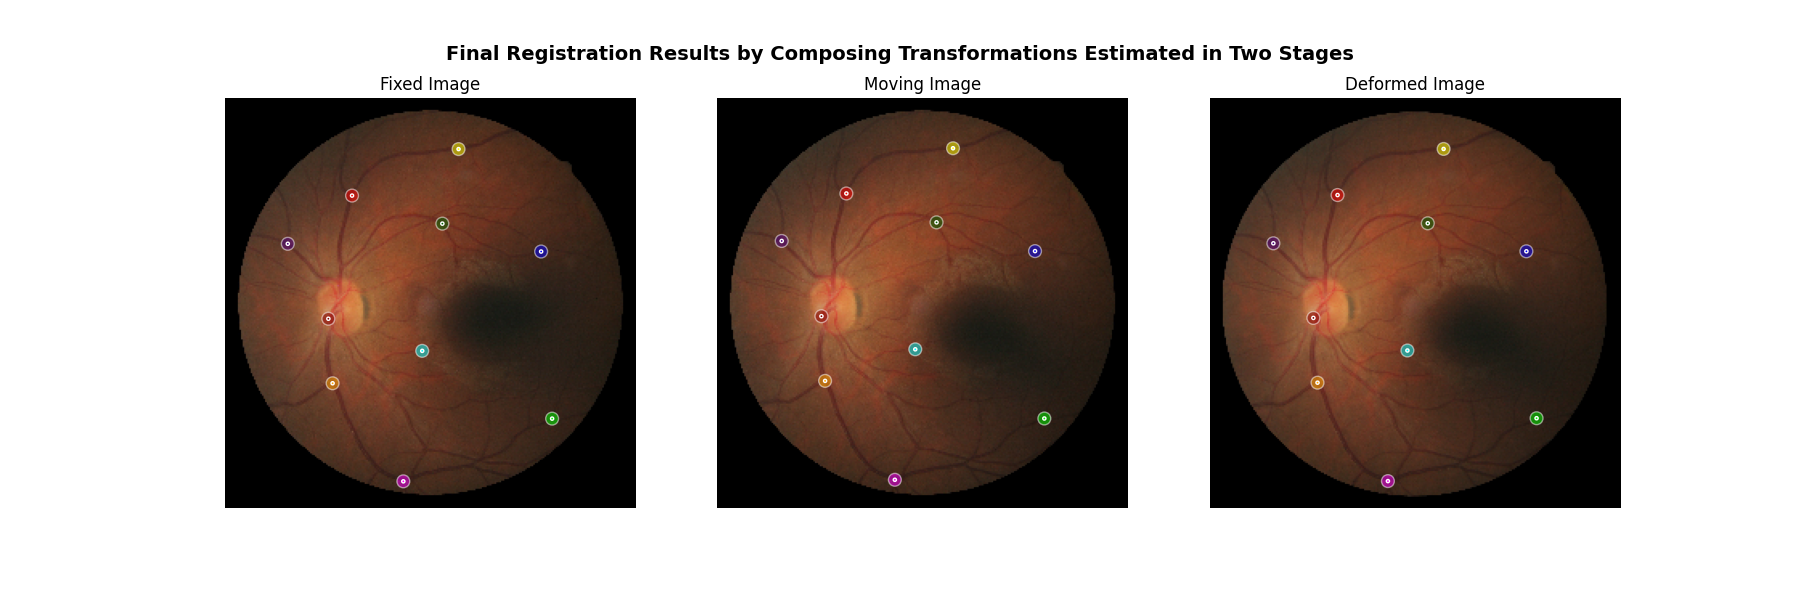 Final Registration Results by Composing Transformations Estimated in Two Stages
Fixed Image
Moving Image
Deformed Image